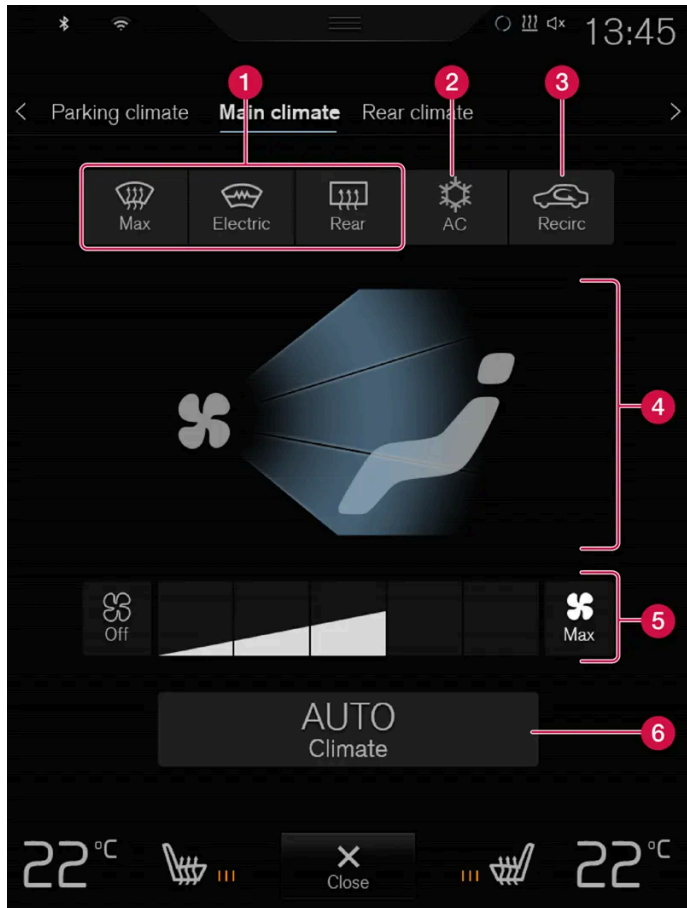 13:45
1 2 3
Parking climate Main climate Rear climate
Max Electric Rear AC Recirc
4
Off Max
5
AUTO
Climate
6
22°C 22°C
Close